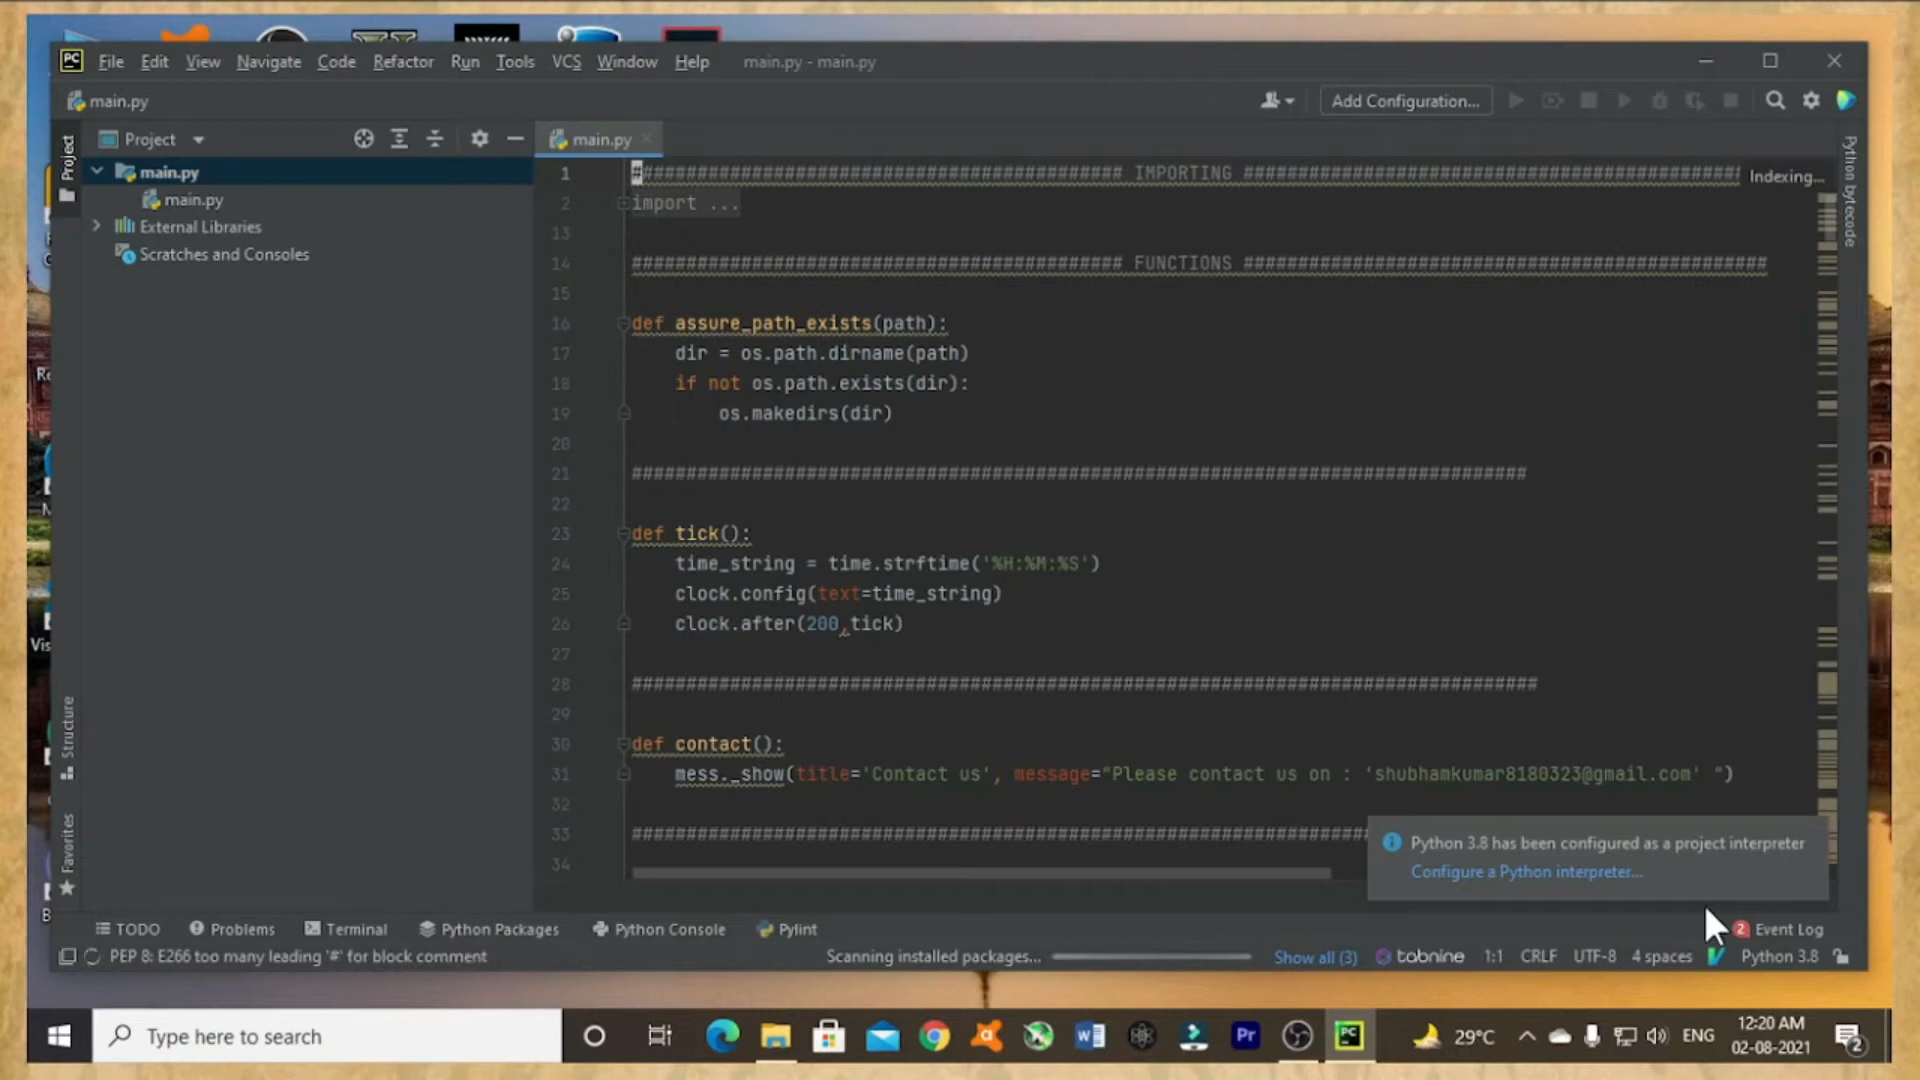 PC File Edit View Navigate Code Refactor Run Tools VCS Window Help main.py - main.py
main.py Add Configuration...
Project
Project main.py
1 ############################################# IMPORTING ############################################## Indexing...
main.py
2 import ...
main.py
13
External Libraries
14 ############################################# FUNCTIONS ################################################
Scratches and Consoles
Python bytecode
15
16 def assure_path_exists(path):
17 dir = os.path.dirname(path)
18 if not os.path.exists(dir):
19 os.makedirs(dir)
20
21 ##################################################################################
22
23 def tick():
24 time_string = time.strftime('%H:%M:%S')
25 clock.config(text=time_string)
26 clock.after(200,tick)
27
28 ###################################################################################
29
30 def contact():
31 mess._show(title='Contact us', message="Please contact us on : 'shubhamkumar8180323@gmail.com' ")
32
33 ###################################################################
34
Structure
Favorites
Python 3.8 has been configured as a project interpreter
Configure a Python interpreter...
TODO Problems Terminal Python Packages Python Console Pylint 2 Event Log
PEP 8: E266 too many leading '#' for block comment Scanning installed packages... Show all (3) tabnine 1:1 CRLF UTF-8 4 spaces Python 3.8
Type here to search Pr PC 29°C ENG 12:20 AM
02-08-2021 2